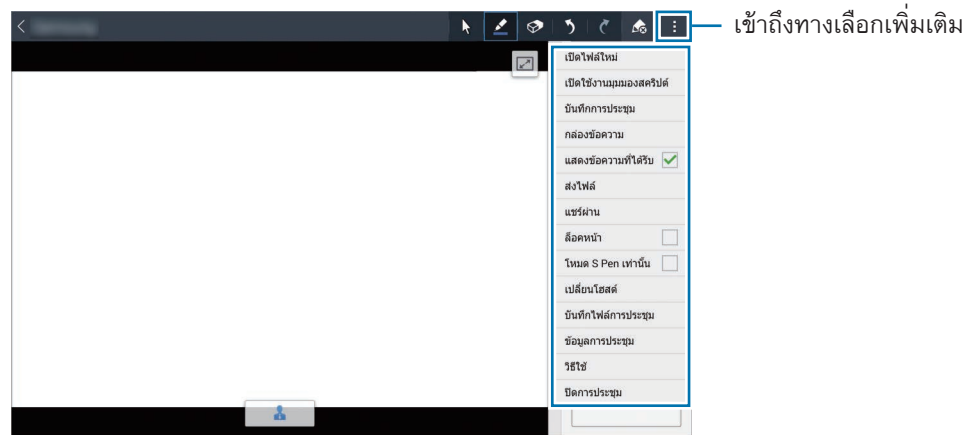 เข้าถึงทางเลือกเพิ่มเติม
เปิดไฟล์ใหม่
เปิดใช้งานมุมมองสคริปต์
บันทึกการประชุม
กล่องข้อความ
แสดงข้อความที่ได้รับ
ส่งไฟล์
แชร์ผ่าน
ล็อคหน้า
โหมด S Pen เท่านั้น
เปลี่ยนโฮสต์
บันทึกไฟล์การประชุม
ข้อมูลการประชุม
วิธีใช้
ปิดการประชุม